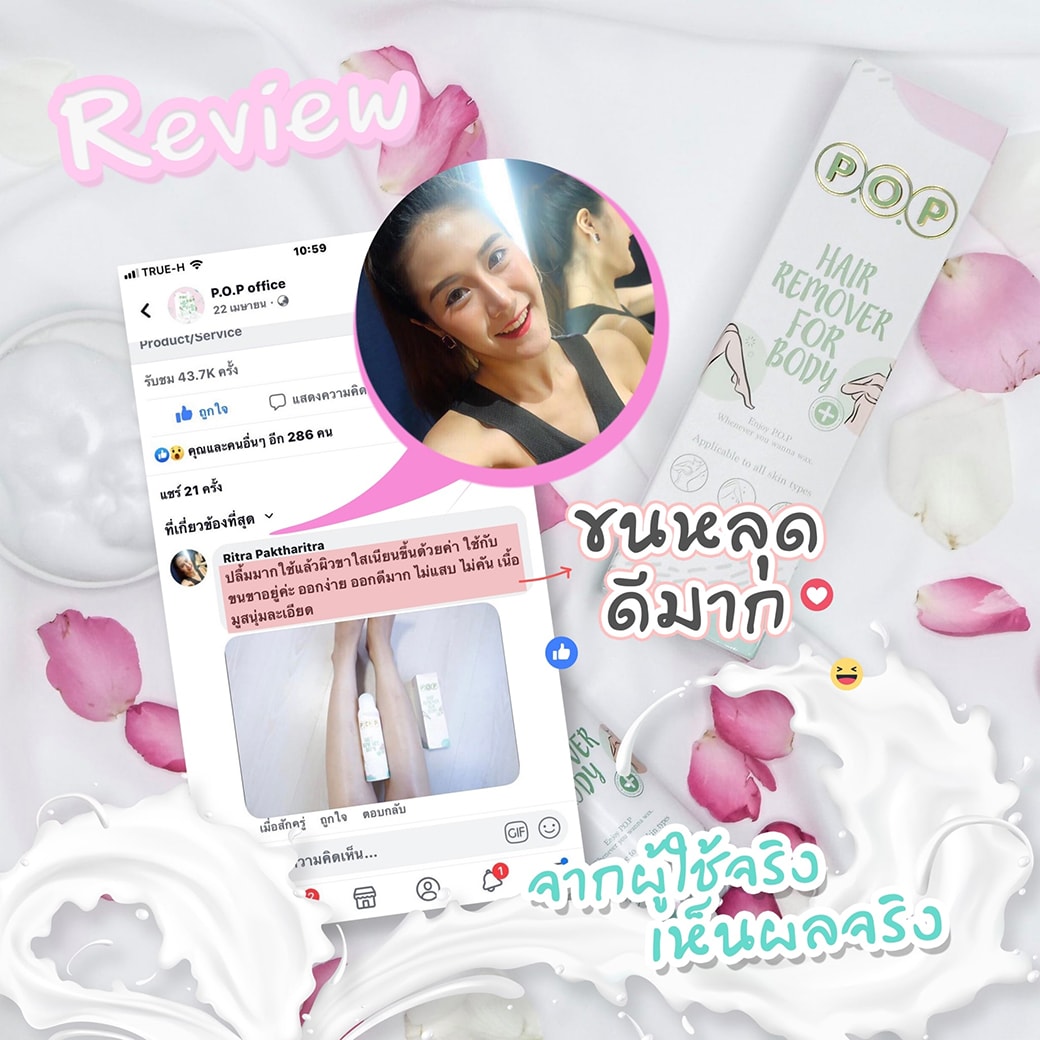 Review
TRUE-H
10:59
P.O.P office
22 เมษายน
Product/Service
รับชม 43.7K ครั้ง
ถูกใจ
แสดงความคิด
คุณและคนอื่นๆ อีก 286 คน
แชร์ 21 ครั้ง
ที่เกี่ยวข้องที่สุด
Ritra Paktharitra
ปลื้มมากใช้แล้วผิวขาใสเนียนขึ้นด้วยค่า ใช้กับ
ขนขาอยู่ค่ะ ออกง่าย ออกดีมาก ไม่แสบ ไม่คัน เนื้อ
มูสนุ่มละเอียด
P.O.P
เมื่อสักครู่ ถูกใจ ตอบกลับ
วามคิดเห็น...
GIF
2
1
P.O.P
HAIR
REMOVER
FOR
BODY
Enjoy P.O.P
Whenever you wanna wax.
Applicable to all skin types
ขนหลุด
ดีมาก
VER
BODY
Enjoy P.O.P
Whenever you wanna wax.
skin types
จากผู้ใช้จริง
เห็นผลจริง